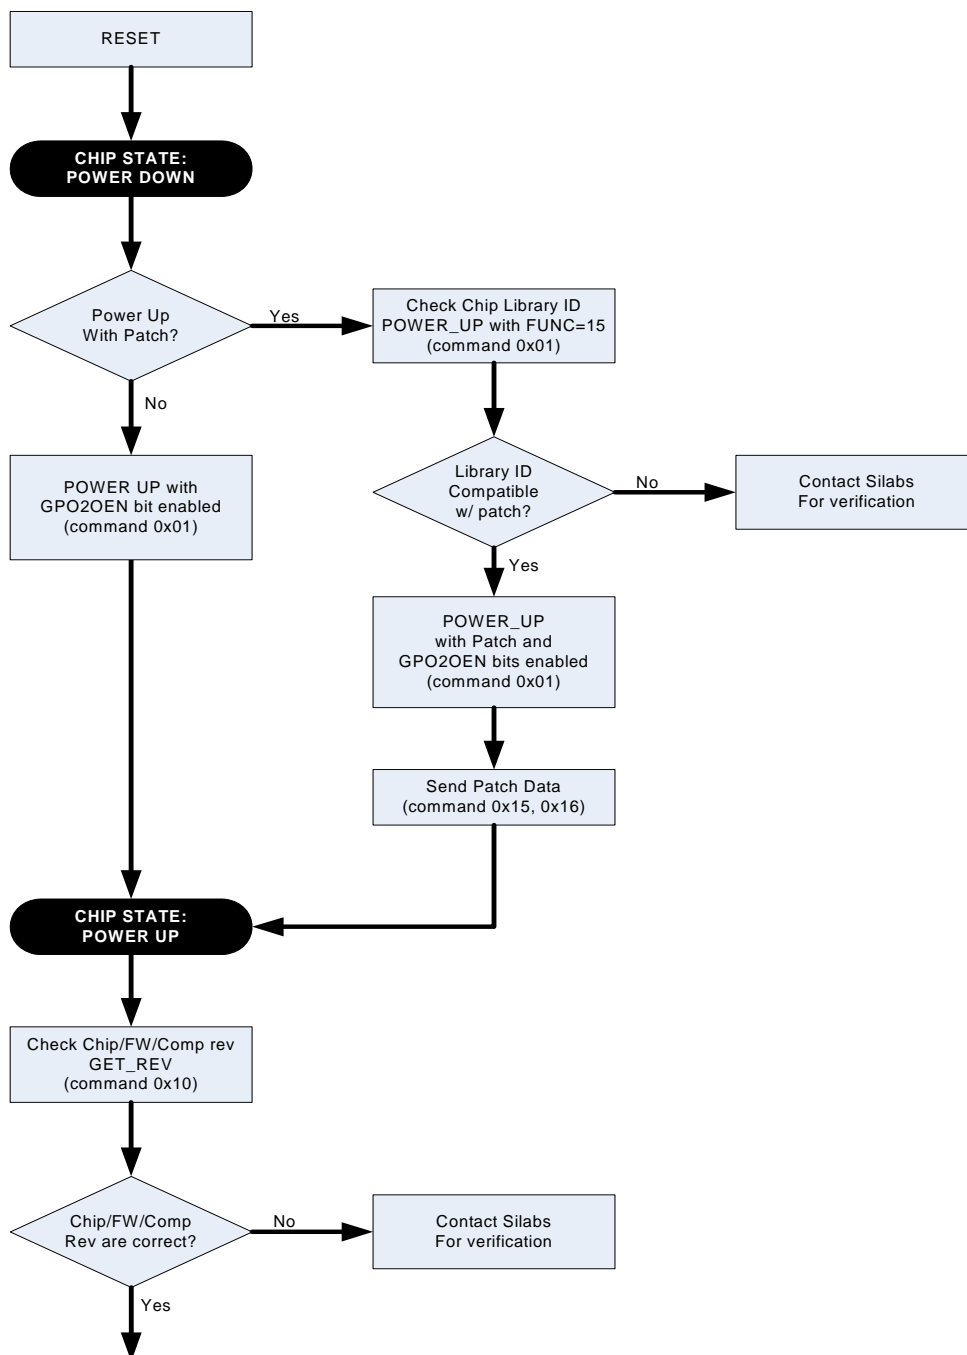 RESET
CHIP STATE:
POWER DOWN
Power Up
With Patch?
Yes
Check Chip Library ID
POWER_UP with FUNC=15
(command 0x01)
No
POWER UP with
GPO2OEN bit enabled
(command 0x01)
Library ID
Compatible
w/ patch?
No
Contact Silabs
For verification
Yes
POWER_UP
with Patch and
GPO2OEN bits enabled
(command 0x01)
Send Patch Data
(command 0x15, 0x16)
CHIP STATE:
POWER UP
Check Chip/FW/Comp rev
GET_REV
(command 0x10)
Chip/FW/Comp
Rev are correct?
No
Contact Silabs
For verification
Yes